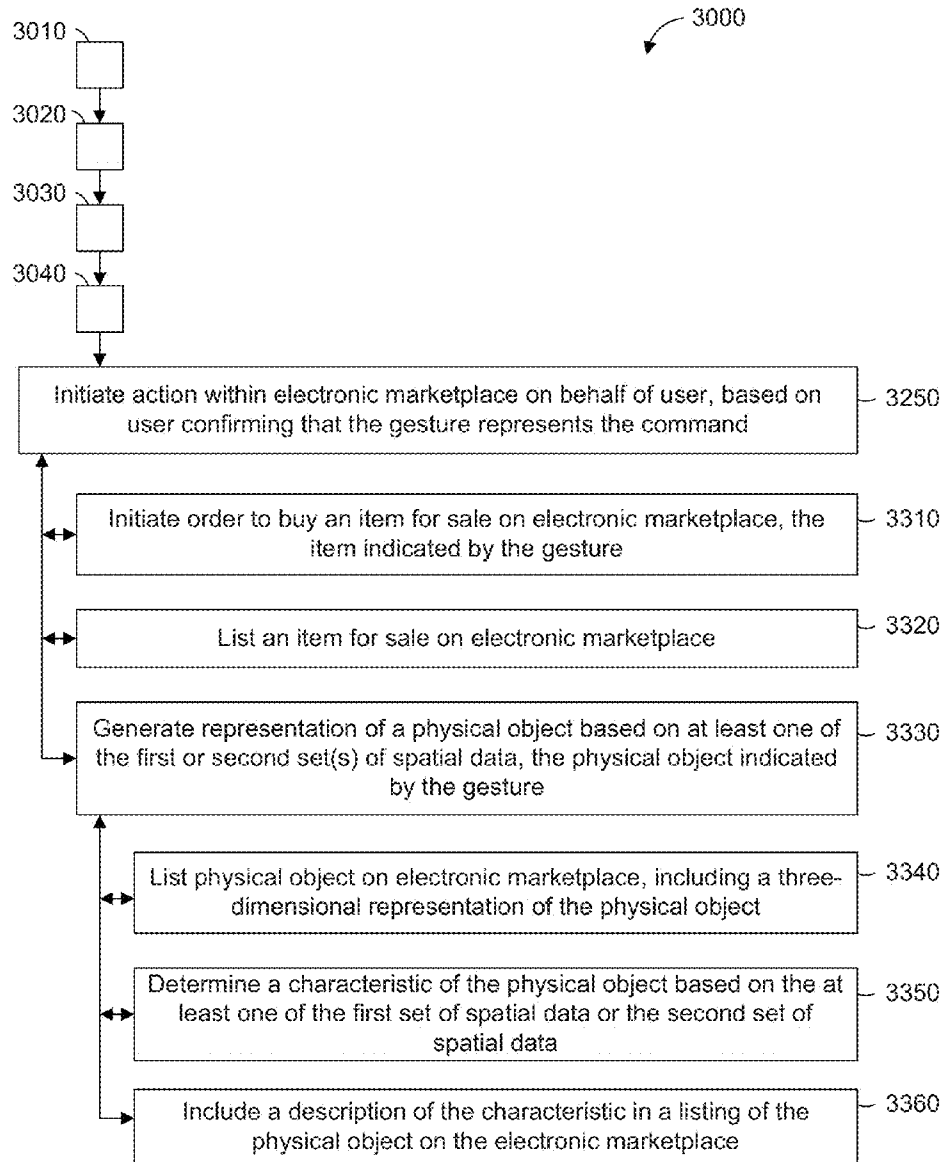 3010
3000
3020
3030
3040
Initiate action within electronic marketplace on behalf of user, based on
user confirming that the gesture represents the command
3250
Initiate order to buy an item for sale on electronic marketplace, the
item indicated by the gesture
3310
List an item for sale on electronic marketplace
3320
Generate representation of a physical object based on at least one of
the first or second set(s) of spatial data, the physical object indicated
by the gesture
3330
List physical object on electronic marketplace, including a three-
dimensional representation of the physical object
3340
Determine a characteristic of the physical object based on the at
least one of the first set of spatial data or the second set of
spatial data
3350
Include a description of the characteristic in a listing of the
physical object on the electronic marketplace
3360